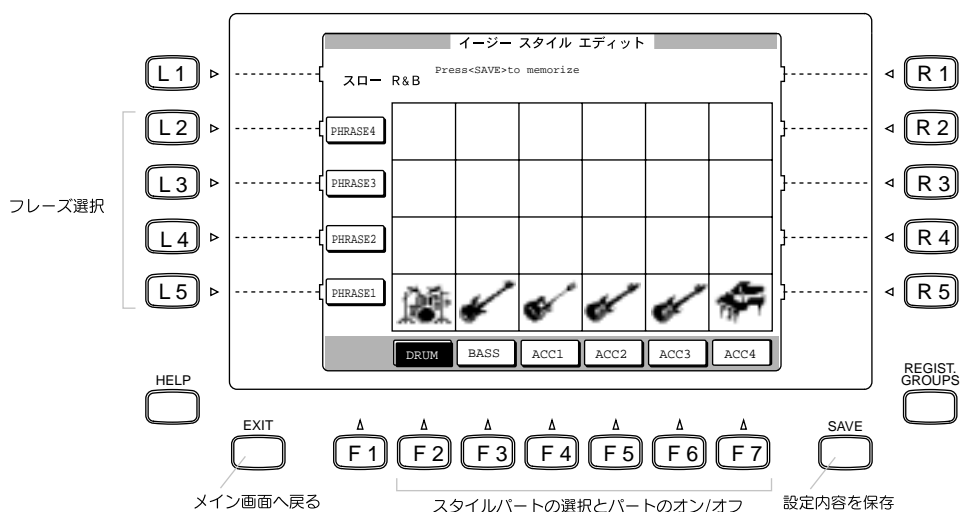 イージー スタイル エディット
スロー R&B
Press<SAVE>to memorize
L1
R1
L2
PHRASE4
R2
L3
PHRASE3
R3
フレーズ選択
L4
PHRASE2
R4
L5
PHRASE1
R5
DRUM BASS ACC1 ACC2 ACC3 ACC4
HELP
REGIST.
GROUPS
EXIT
SAVE
F1 F2 F3 F4 F5 F6 F7
メイン画面へ戻る
スタイルパートの選択とパートのオン/オフ
設定内容を保存